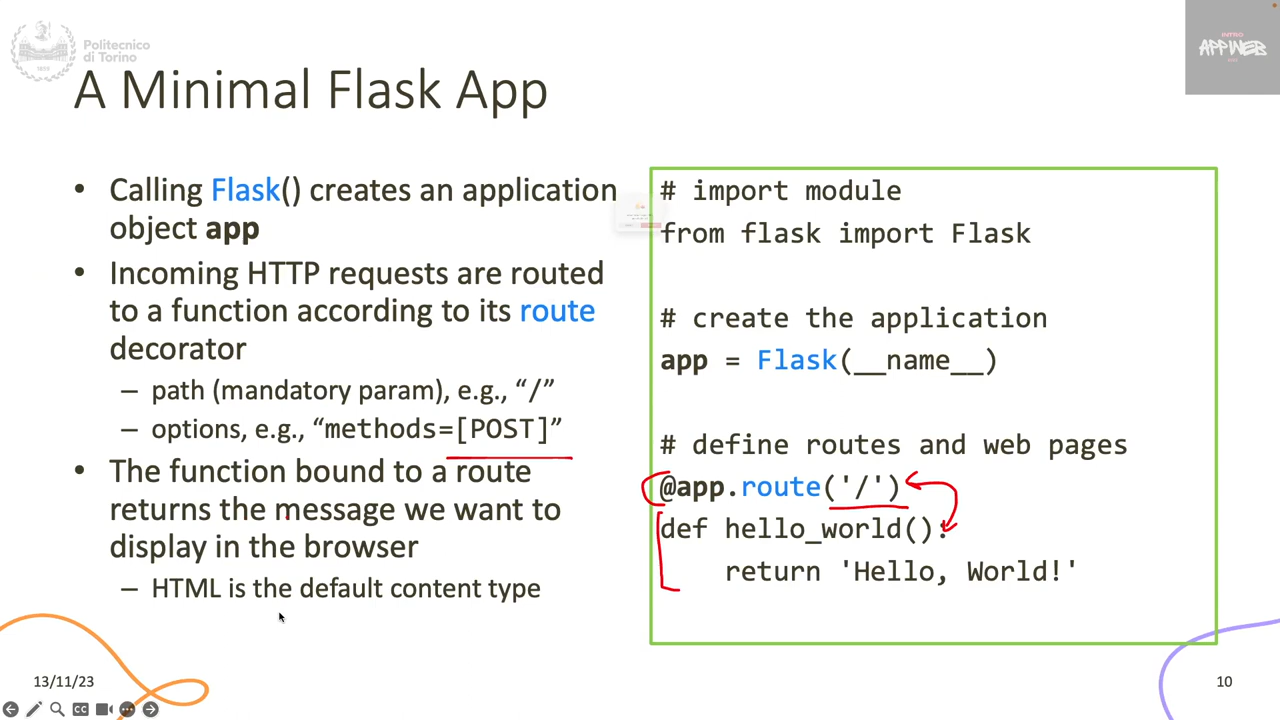 Politecnico
di Torino
1859
INTRO
APPWEB
A Minimal Flask App
• Calling Flask() creates an application
object app
• Incoming HTTP requests are routed
to a function according to its route
decorator
– path (mandatory param), e.g., “/”
– options, e.g., “methods=[POST]”
• The function bound to a route
returns the message we want to
display in the browser
– HTML is the default content type
# import module
from flask import Flask
# create the application
app = Flask(__name__)
# define routes and web pages
@app.route('/')
def hello_world():
return 'Hello, World!'
13/11/23
10
CC